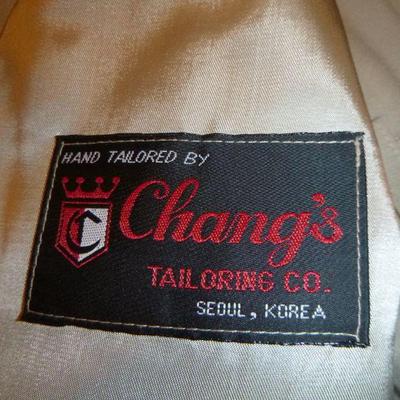 HAND TAILORED BY
C
Chang's
TAILORING CO.
SEOUL, KOREA